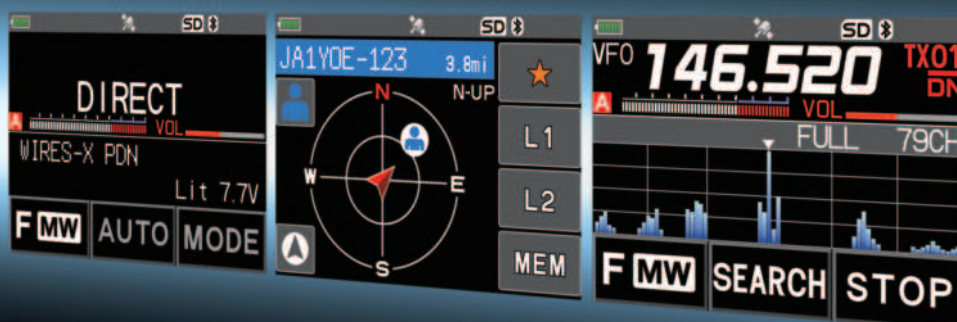 SD
DIRECT
A
VOL
WIRES-X PDN
Lit 7.7V
F MW AUTO MODE
SD
JA1YOE-123 3.8mi
N-UP
N
W E
S
L1
L2
MEM
SD
VFO 146.520 TX01
DN
A
VOL
FULL 79CH
F MW SEARCH STOP